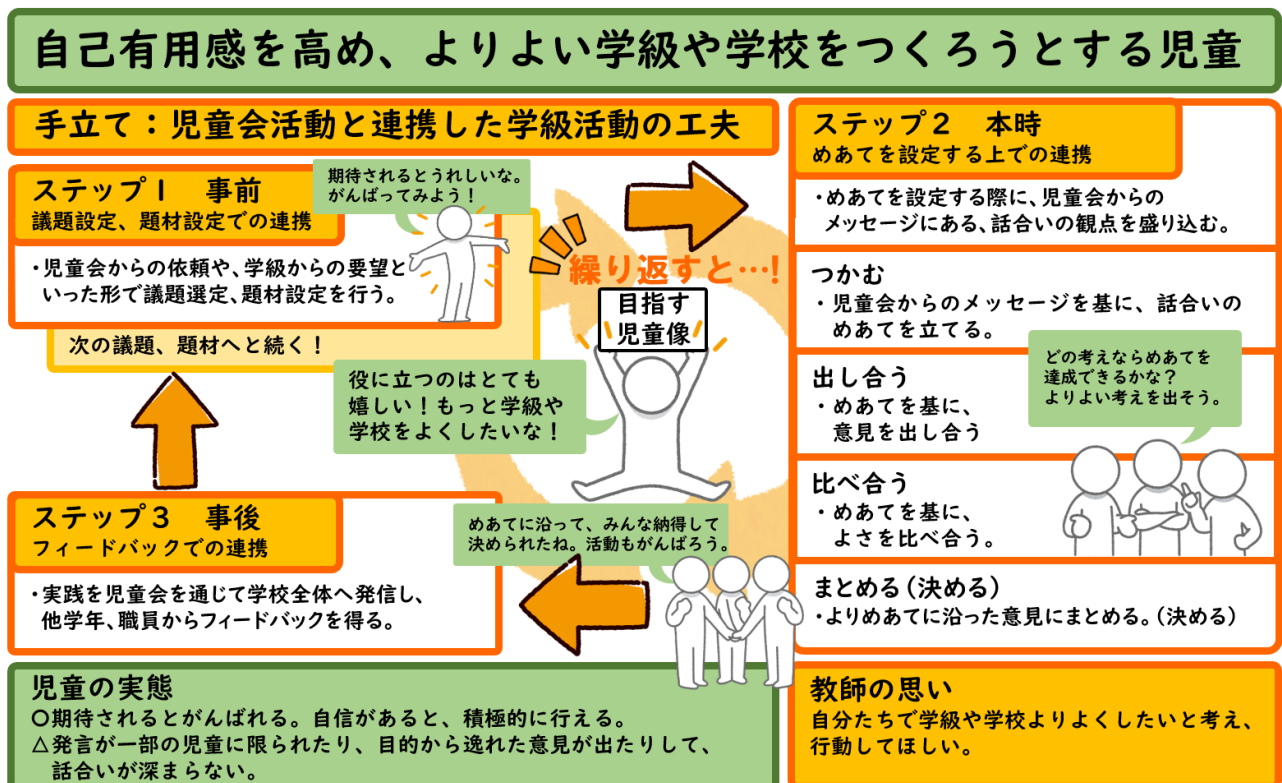 自己有用感を高め、よりよい学級や学校をつくろうとする児童
手立て：児童会活動と連携した学級活動の工夫
ステップ１　事前
議題設定、題材設定での連携
期待されるとうれしいな。
がんばってみよう！
・児童会からの依頼や、学級からの要望と
いった形で議題選定、題材設定を行う。
次の議題、題材へと続く！
繰り返すと…!
目指す
児童像
役に立つのはとても
嬉しい！もっと学級や
学校をよくしたいな！
ステップ２　本時
めあてを設定する上での連携
・めあてを設定する際に、児童会からの
メッセージにある、話合いの観点を盛り込む。
つかむ
・児童会からのメッセージを基に、話合いの
めあてを立てる。
出し合う
・めあてを基に、
意見を出し合う
どの考えならめあてを
達成できるかな？
よりよい考えを出そう。
比べ合う
・めあてを基に、
よさを比べ合う。
まとめる（決める）
・よりめあてに沿った意見にまとめる。（決める）
ステップ３　事後
フィードバックでの連携
・実践を児童会を通じて学校全体へ発信し、
他学年、職員からフィードバックを得る。
めあてに沿って、みんな納得して
決められたね。活動もがんばろう。
児童の実態
〇期待されるとがんばれる。自信があると、積極的に行える。
△発言が一部の児童に限られたり、目的から逸れた意見が出たりして、
話合いが深まらない。
教師の思い
自分たちで学級や学校よりよくしたいと考え、
行動してほしい。